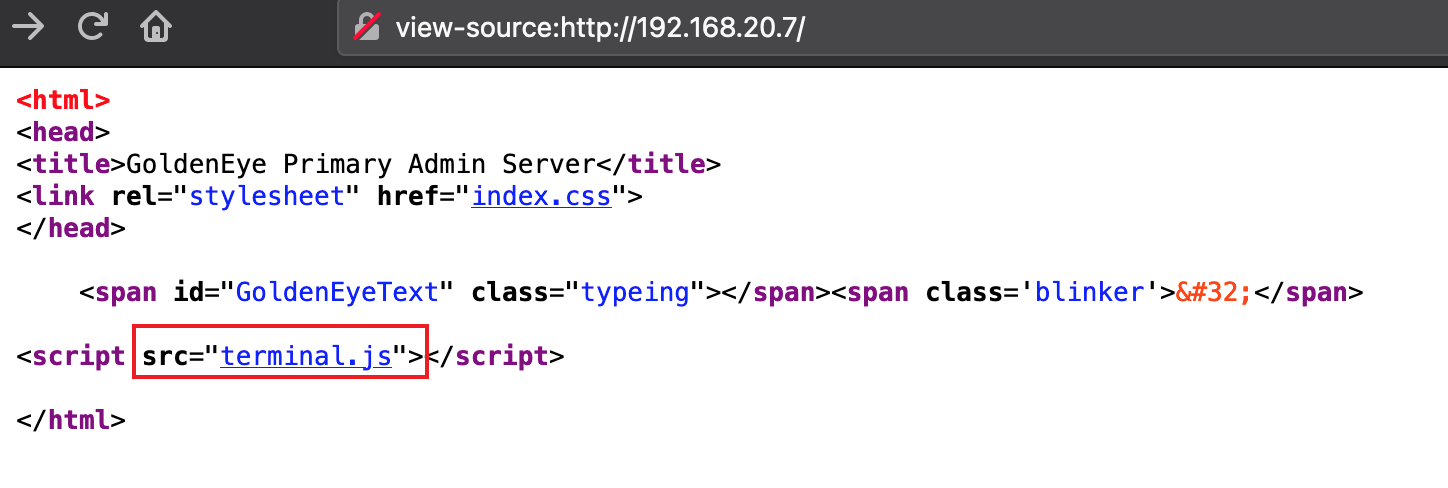 view-source:http://192.168.20.7/
<html>
<head>
<title>GoldenEye Primary Admin Server</title>
<link rel="stylesheet" href="index.css">
</head>
<span id="GoldenEyeText" class="typeing"></span><span class='blinker'>&#32;</span>
<script src="terminal.js"></script>
</html>